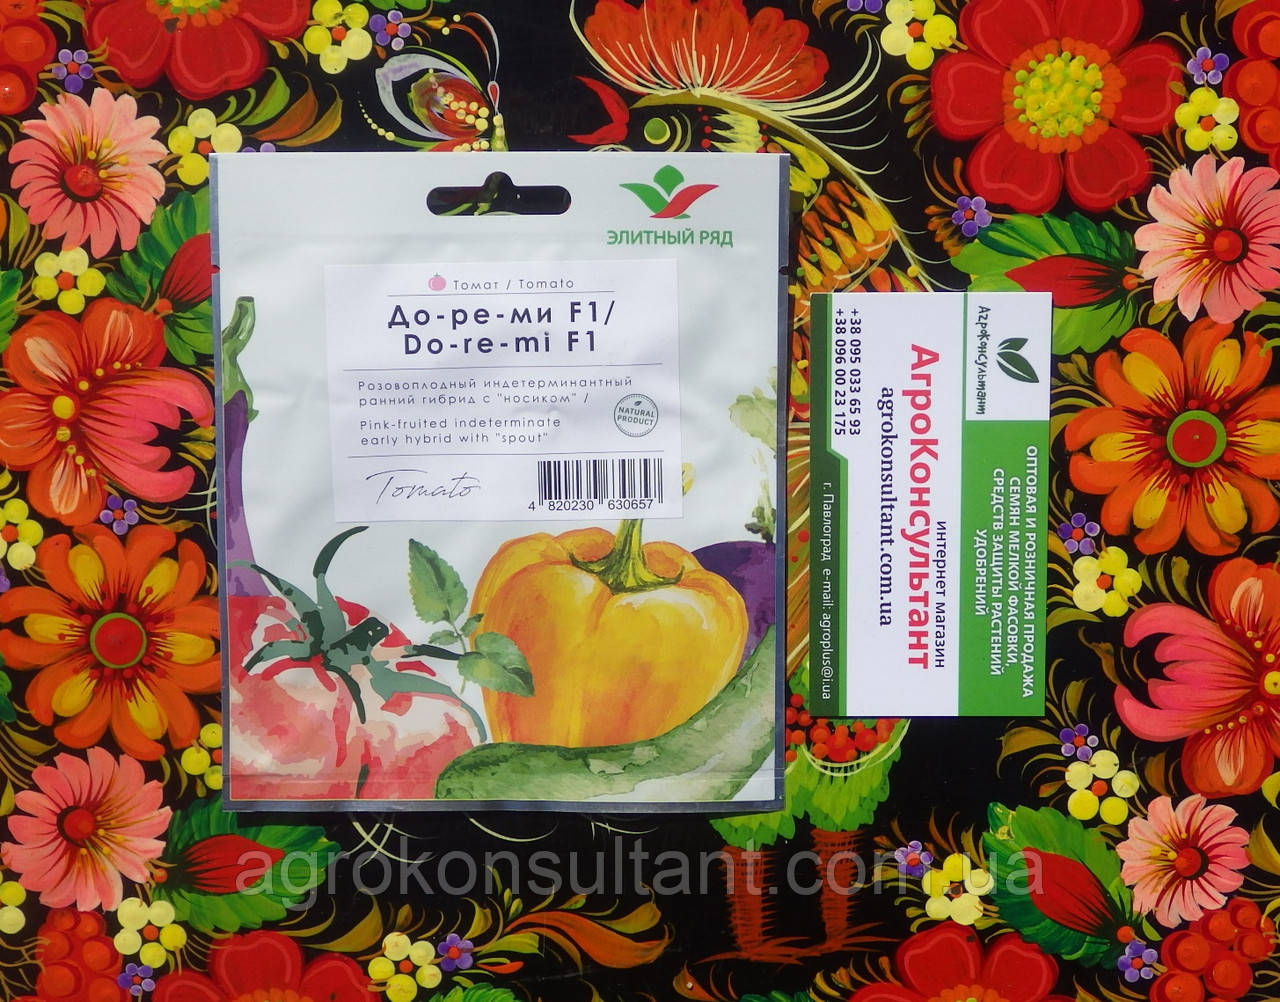 ЭЛИТНЫЙ РЯД
Томат / Tomato
До-ре-ми F1/
Do-re-mi F1
Розовоплодный индетерминантный
ранний гибрид с "носиком" /
Pink-fruited indeterminate
early hybrid with "spout"
NATURAL
PRODUCT
Tomato
4 820230 630657
АгроКонсультант
ОПТОВАЯ И РОЗНИЧНАЯ ПРОДАЖА
СЕМЯН МЕЛКОЙ ФАСОВКИ,
СРЕДСТВ ЗАЩИТЫ РАСТЕНИЙ
УДОБРЕНИЙ
интернет магазин
АгроКонсультант
agrokonsultant.com.ua
+38 095 033 65 93
+38 096 00 23 175
г. Павлоград e-mail: agroplus@i.ua
agrokonsultant.com.ua